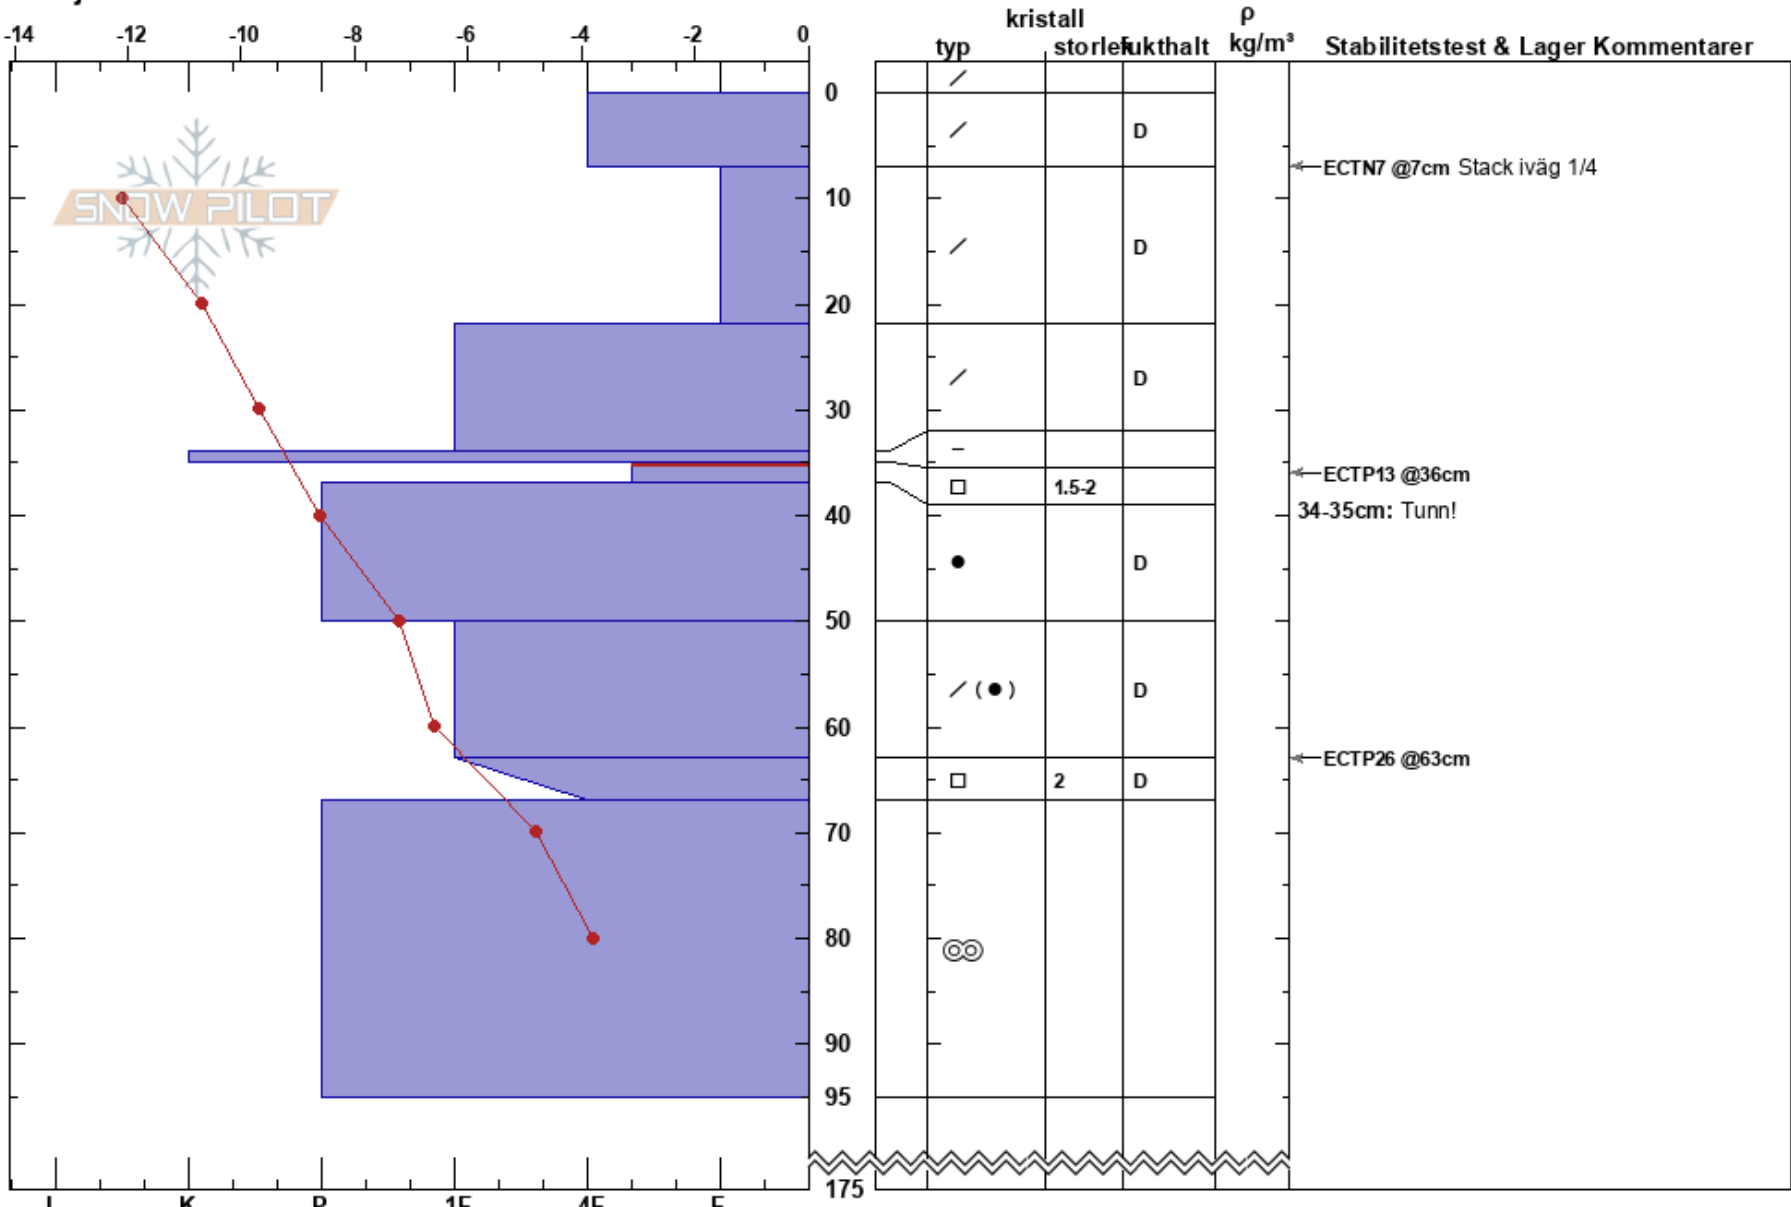 kristall ρ
-14 -12 -10 -8 -6 -4 -2 0 typ storlek fukthalt kg/m³ Stabilitetstest & Lager Kommentarer
0
D
ECTN7 @7cm Stack iväg 1/4
SNOW PILOT
10
D
20
D
30
ECTP13 @36cm
1.5-2
34-35cm: Tunn!
40
D
50
( )
D
60
ECTP26 @63cm
2 D
70
80
90
95
175
I K P 1F 4F F